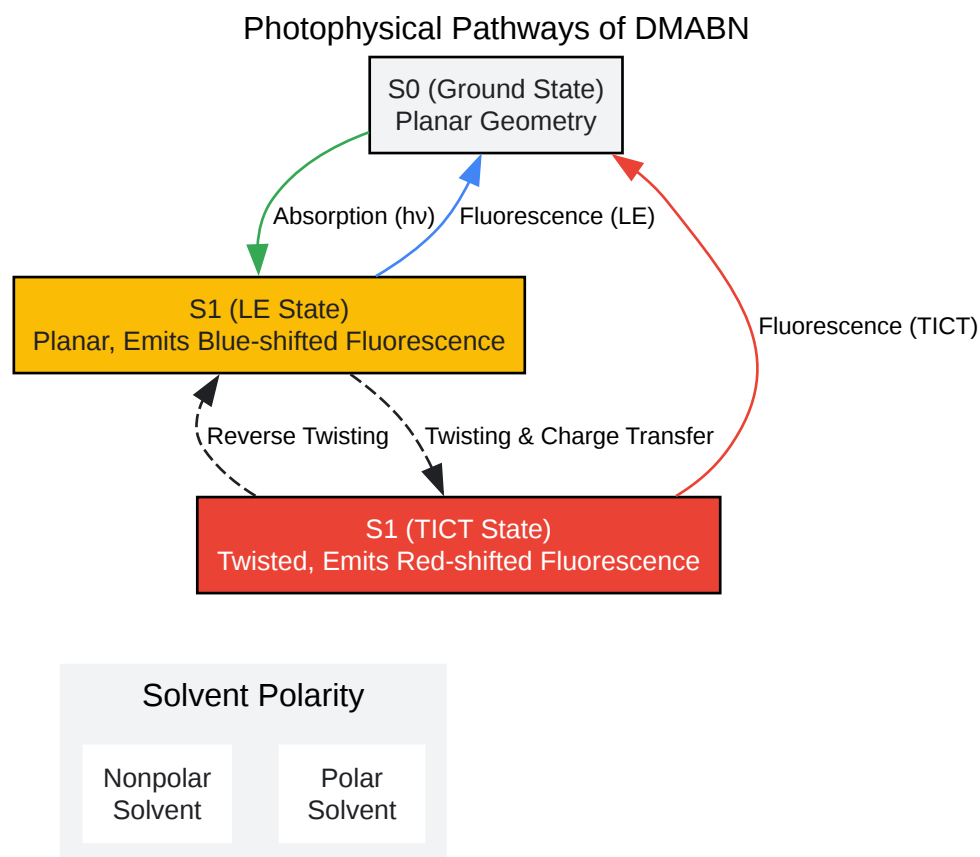 Photophysical Pathways of DMABN
S0 (Ground State)
Planar Geometry
Absorption (hν)
Fluorescence (LE)
S1 (LE State)
Planar, Emits Blue-shifted Fluorescence
Fluorescence (TICT)
Reverse Twisting
Twisting & Charge Transfer
S1 (TICT State)
Twisted, Emits Red-shifted Fluorescence
Solvent Polarity
Nonpolar
Solvent
Polar
Solvent